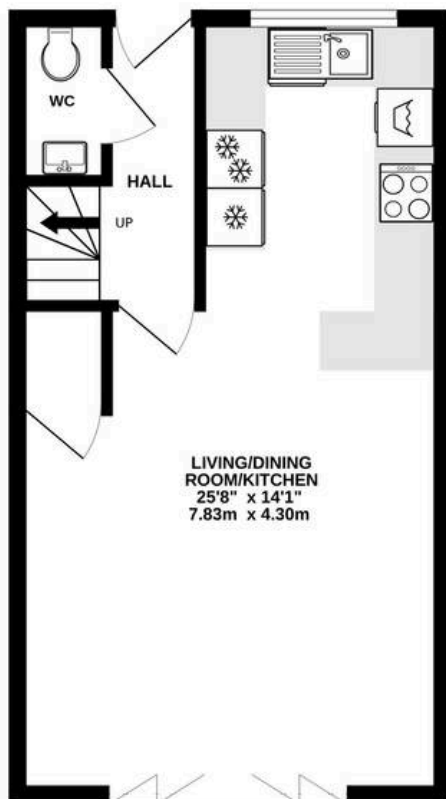 WC
HALL
UP
LIVING/DINING
ROOM/KITCHEN
25'8" x 14'1"
7.83m x 4.30m